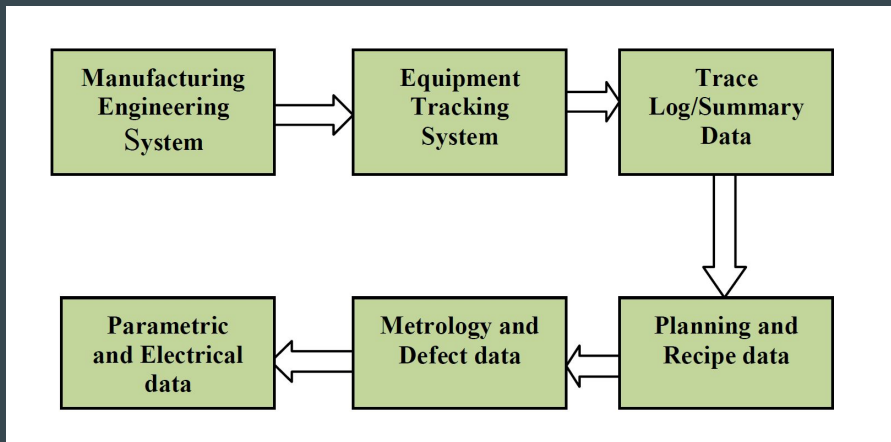 Manufacturing
Engineering
System
Equipment
Tracking
System
Trace
Log/Summary
Data
Planning and
Recipe data
Metrology and
Defect data
Parametric
and Electrical
data